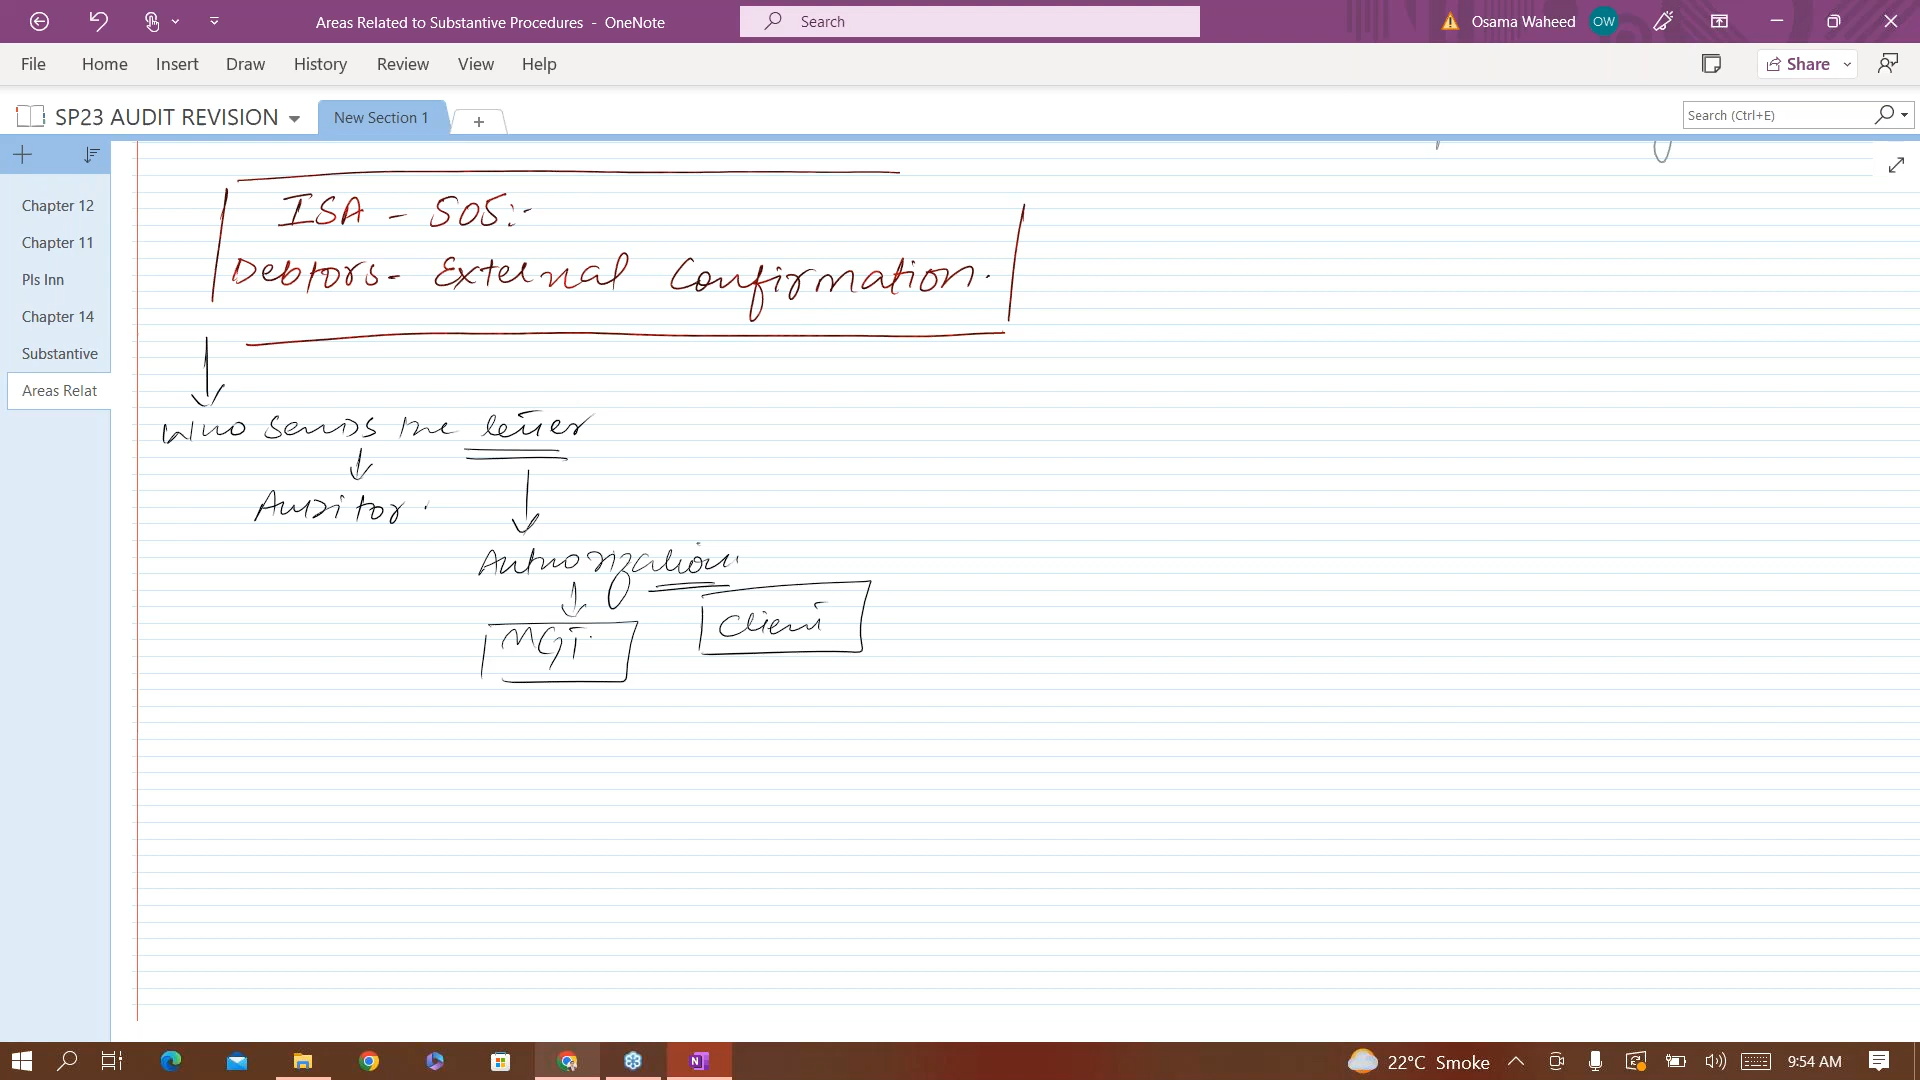 Areas Related to Substantive Procedures - OneNote
Search
Osama Waheed
OW
File Home Insert Draw History Review View Help
Share
SP23 AUDIT REVISION
New Section 1
Search (Ctrl+E)
Chapter 12
Chapter 11
PIs Inn
Chapter 14
Substantive
Areas Relat
ISA - 505:-
Debtors- External Confirmation.
Who sends the letter
Auditor.
Authorization.
MGT.
Client
22°C Smoke
9:54 AM